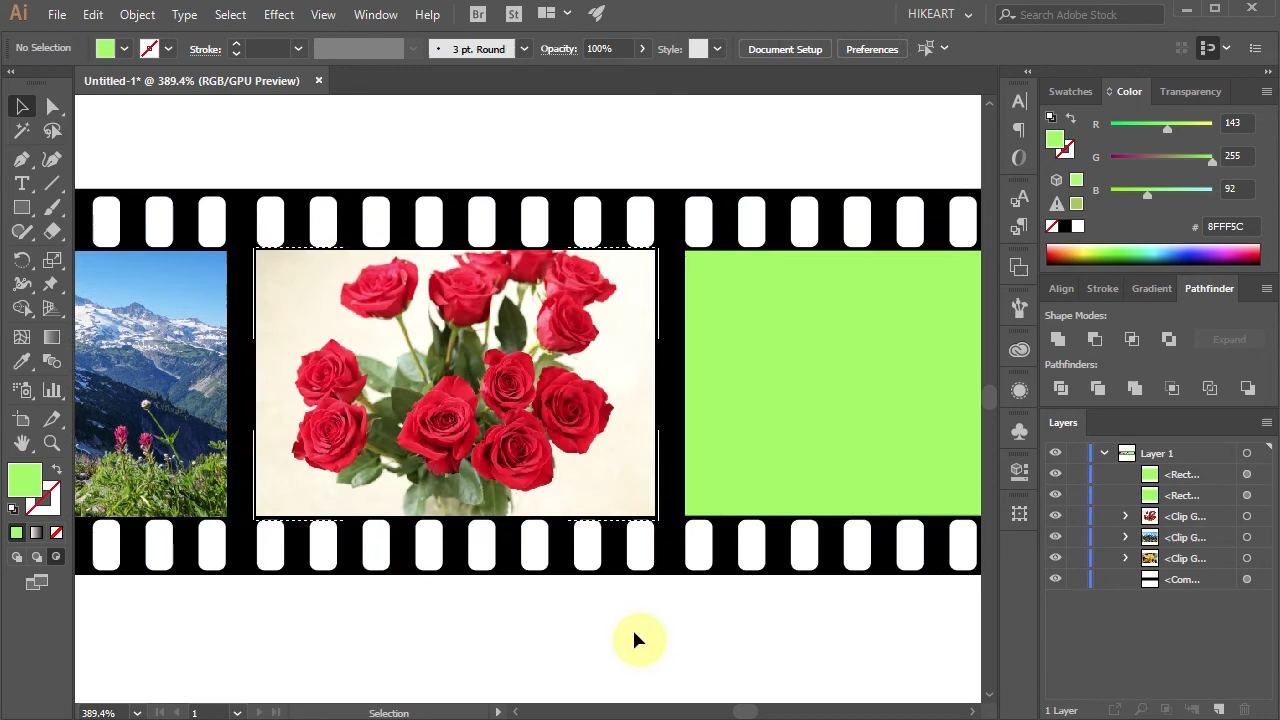 Ai File Edit Object Type Select Effect View Window Help Br St HIKEART Search Adobe Stock
No Selection Stroke: 3 pt. Round Opacity: 100% Style: Document Setup Preferences
Untitled-1* @ 389.4% (RGB/GPU Preview)
Swatches Color Transparency
R 143
G 255
B 92
# 8FFF5C
Align Stroke Gradient Pathfinder
Shape Modes:
Expand
Pathfinders:
Layers
Layer 1
<Rect...
<Rect...
<Clip G...
<Clip G...
<Clip G...
<Com...
1 Layer
389.4% 1 Selection